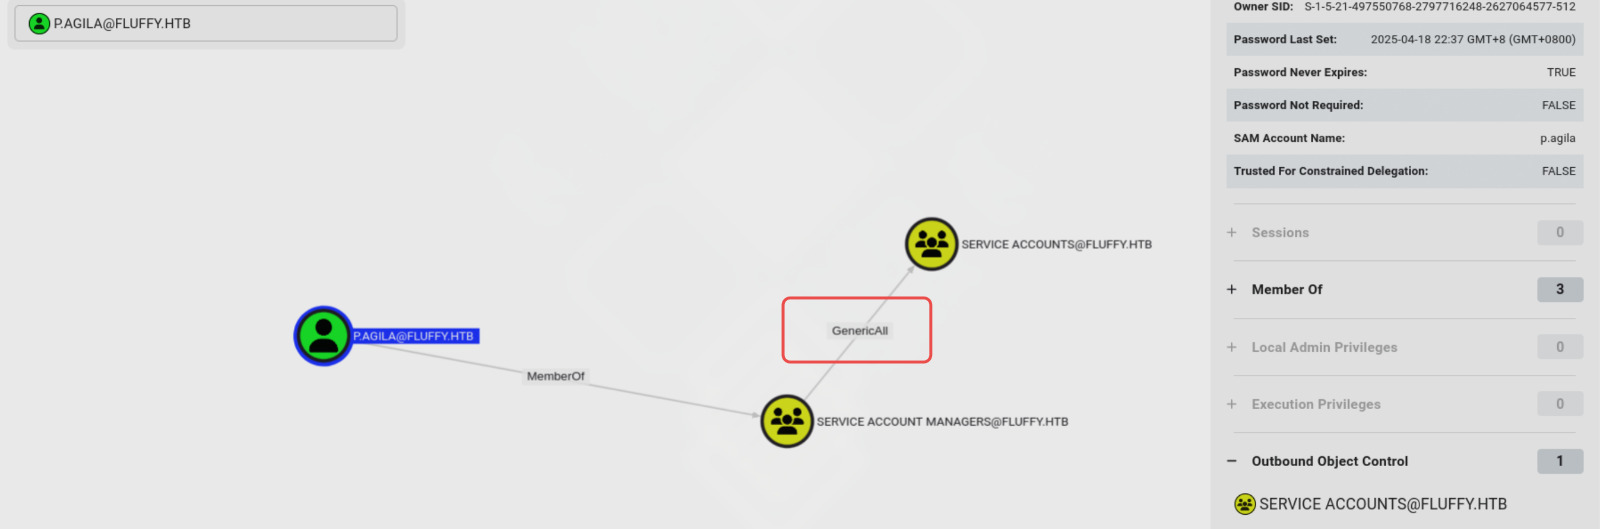 P.AGILA@FLUFFY.HTB
SERVICE ACCOUNTS@FLUFFY.HTB
GenericAll
P.AGILA@FLUFFY.HTB
MemberOf
SERVICE ACCOUNT MANAGERS@FLUFFY.HTB
Owner SID: S-1-5-21-497550768-2797716248-2627064577-512
Password Last Set: 2025-04-18 22:37 GMT+8 (GMT+0800)
Password Never Expires: TRUE
Password Not Required: FALSE
SAM Account Name: p.agila
Trusted For Constrained Delegation: FALSE
+ Sessions 0
+ Member Of 3
+ Local Admin Privileges 0
+ Execution Privileges 0
− Outbound Object Control 1
SERVICE ACCOUNTS@FLUFFY.HTB